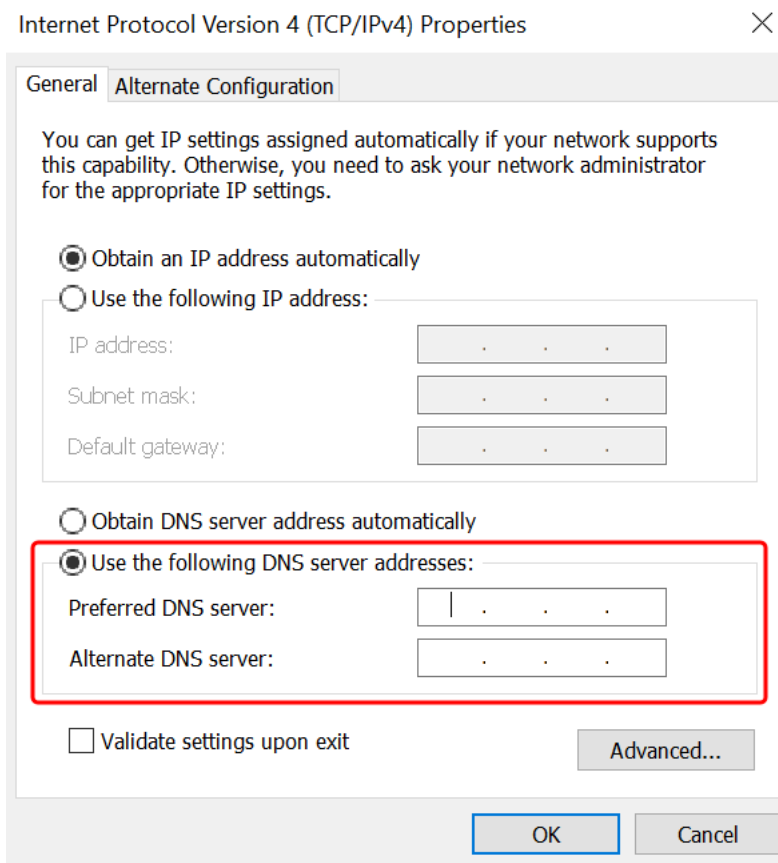 Internet Protocol Version 4 (TCP/IPv4) Properties
General
Alternate Configuration
You can get IP settings assigned automatically if your network supports
this capability. Otherwise, you need to ask your network administrator
for the appropriate IP settings.
Obtain an IP address automatically
Use the following IP address:
IP address:
Subnet mask:
Default gateway:
Obtain DNS server address automatically
Use the following DNS server addresses:
Preferred DNS server:
Alternate DNS server:
Validate settings upon exit
Advanced...
OK
Cancel